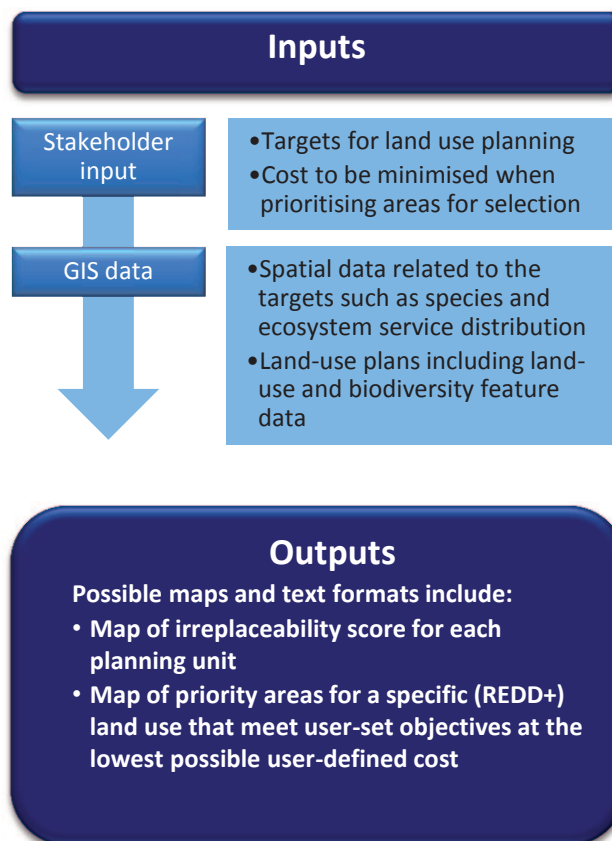 Inputs
Stakeholder
input
•Targets for land use planning
•Cost to be minimised when
prioritising areas for selection
GIS data
•Spatial data related to the
targets such as species and
ecosystem service distribution
•Land-use plans including land-
use and biodiversity feature
data
Outputs
Possible maps and text formats include:
• Map of irreplaceability score for each
planning unit
• Map of priority areas for a specific (REDD+)
land use that meet user-set objectives at the
lowest possible user-defined cost